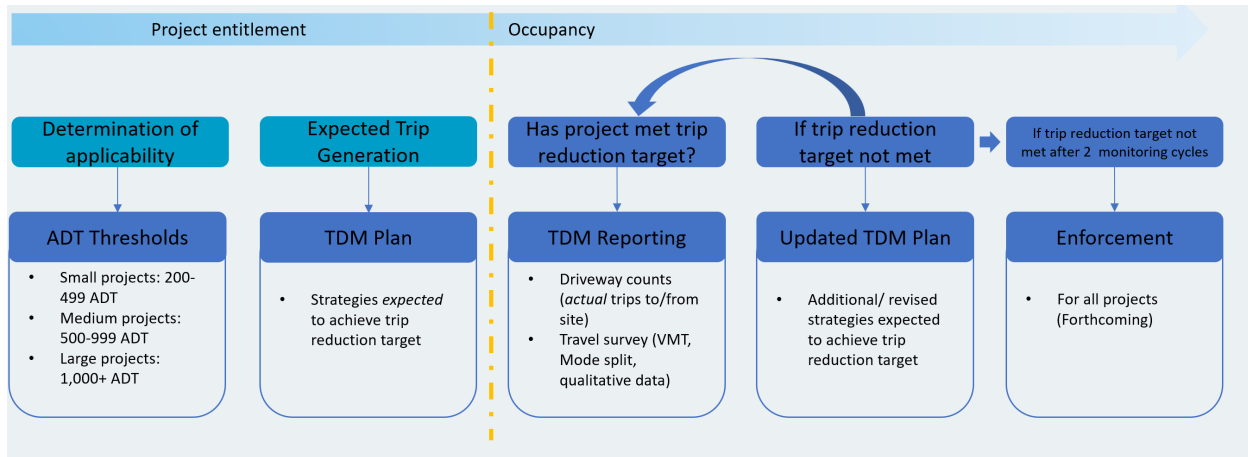 Project entitlement
Occupancy
Determination of
applicability
Expected Trip
Generation
Has project met trip
reduction target?
If trip reduction
target not met
If trip reduction target not
met after 2 monitoring cycles
ADT Thresholds
• Small projects: 200-
499 ADT
• Medium projects:
500-999 ADT
• Large projects:
1,000+ ADT
TDM Plan
• Strategies expected
to achieve trip
reduction target
TDM Reporting
• Driveway counts
(actual trips to/from
site)
• Travel survey (VMT,
Mode split,
qualitative data)
Updated TDM Plan
• Additional/ revised
strategies expected
to achieve trip
reduction target
Enforcement
• For all projects
(Forthcoming)